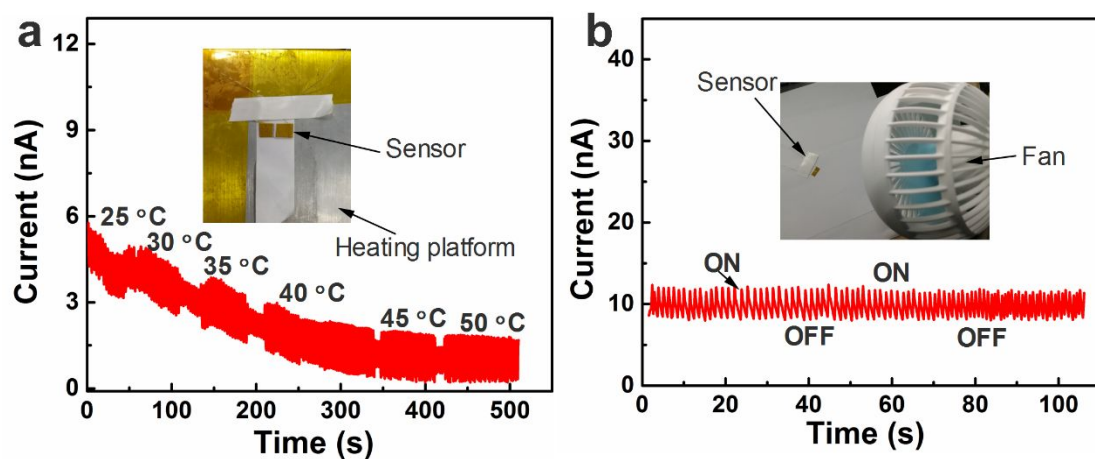 a
12
9
6
3
0
Current (nA)
0 100 200 300 400 500
Time (s)
25 °C
30 °C
35 °C
40 °C
45 °C
50 °C
Sensor
Heating platform
b
40
30
20
10
0
Current (nA)
0 20 40 60 80 100
Time (s)
Sensor
Fan
ON
ON
OFF
OFF